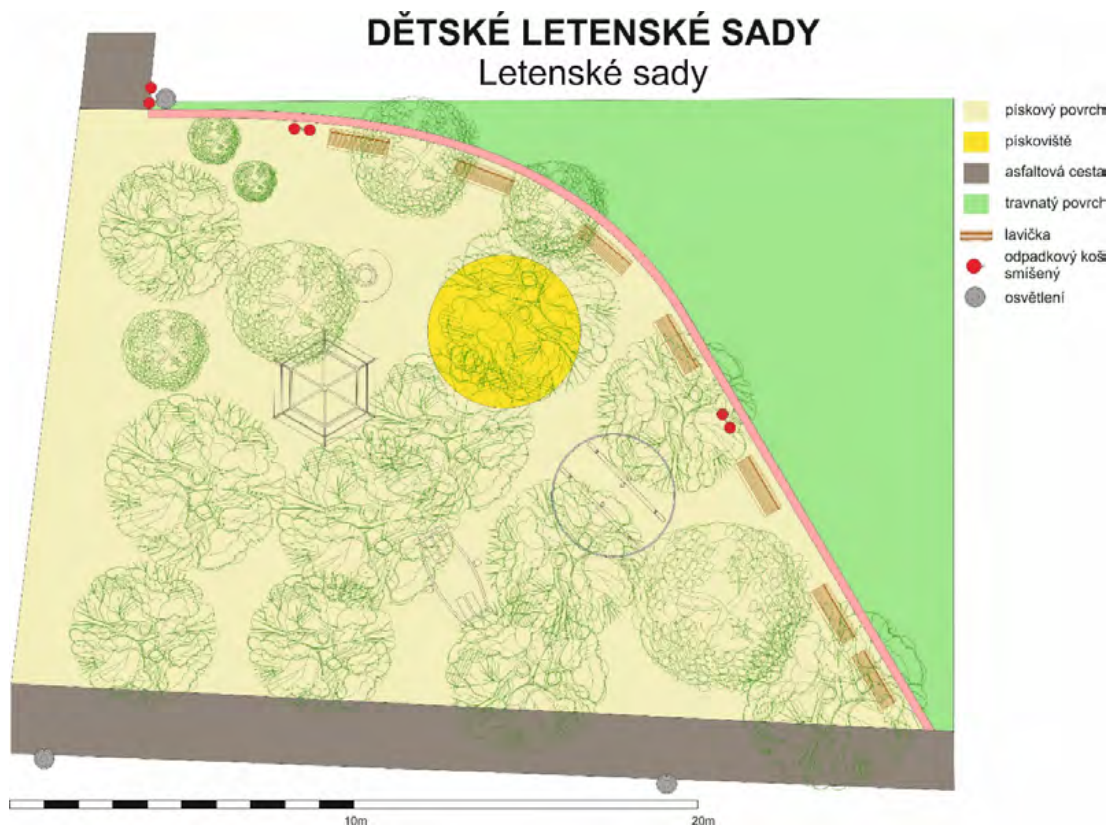 DĚTSKÉ LETENSKÉ SADY
Letenské sady
pískový povrch
pískoviště
asfaltová cesta
travnatý povrch
lavička
odpadkový koš
smíšený
osvětlení
10m
20m